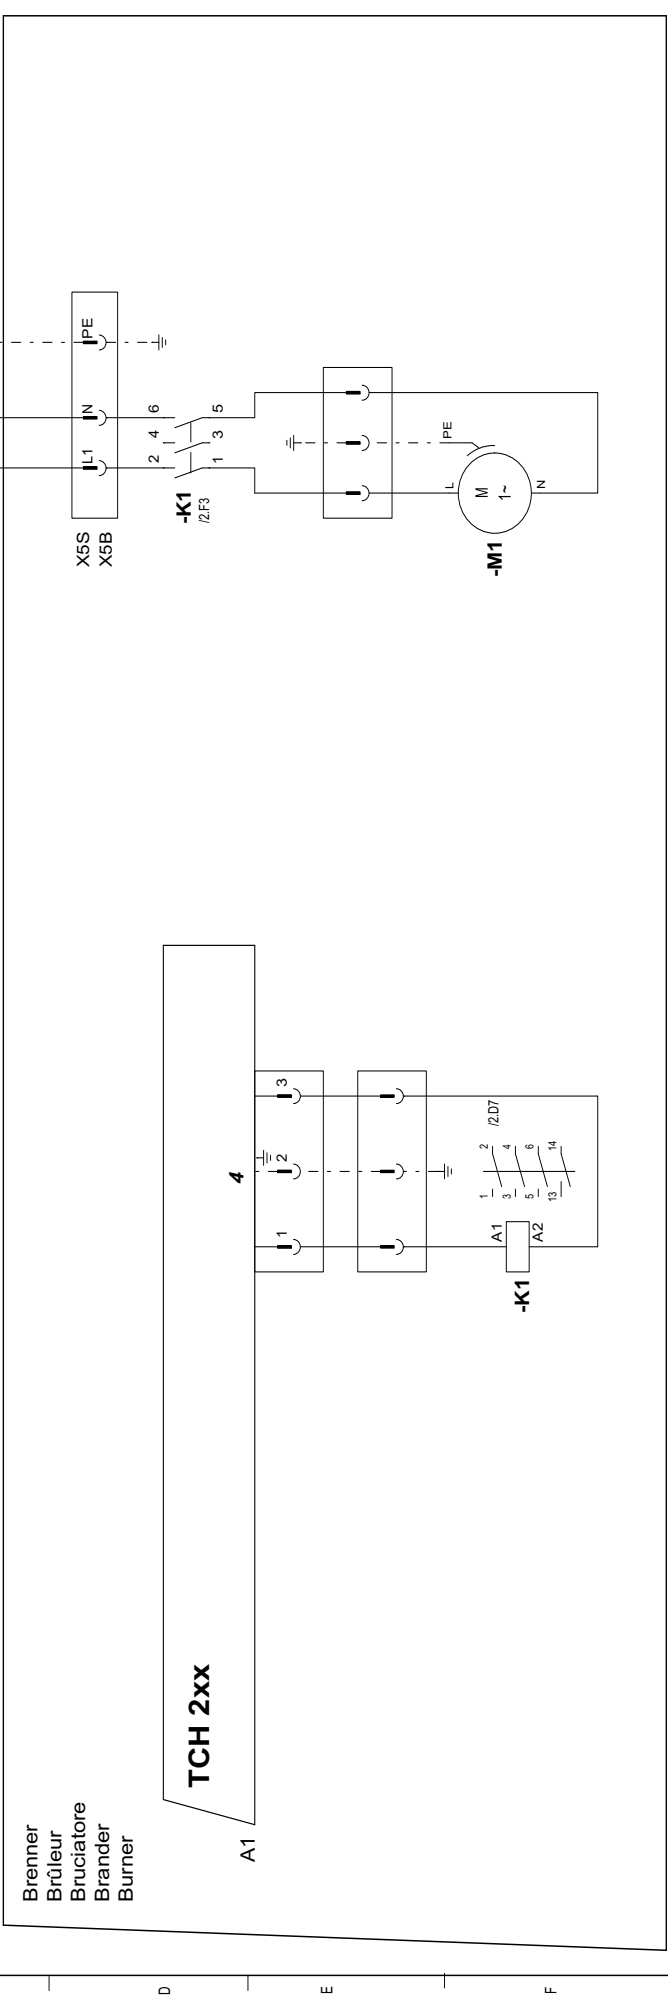 Brenner
Brûleur
Bruciatore
Brander
Burner
X5S
X5B
L1
N
PE
2
4
6
-K1
/2.F3
1
3
5
TCH 2xx
A1
4
1
2
3
L
PE
M
1~
N
-M1
-K1
A1
A2
1
2
3
4
5
6
13
14
/2.D7
D
E
F